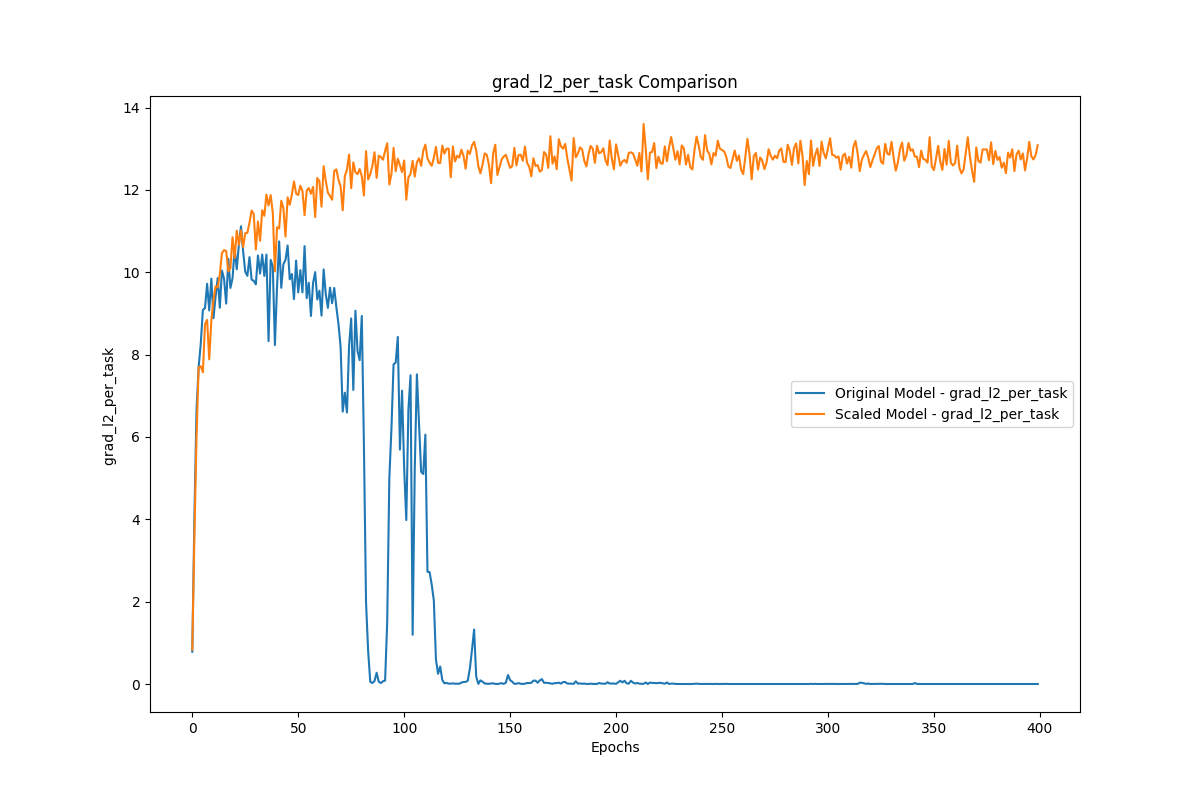 grad_l2_per_task Comparison
14
12
10
8
6
4
2
0
grad_l2_per_task
Original Model - grad_l2_per_task
Scaled Model - grad_l2_per_task
0 50 100 150 200 250 300 350 400
Epochs